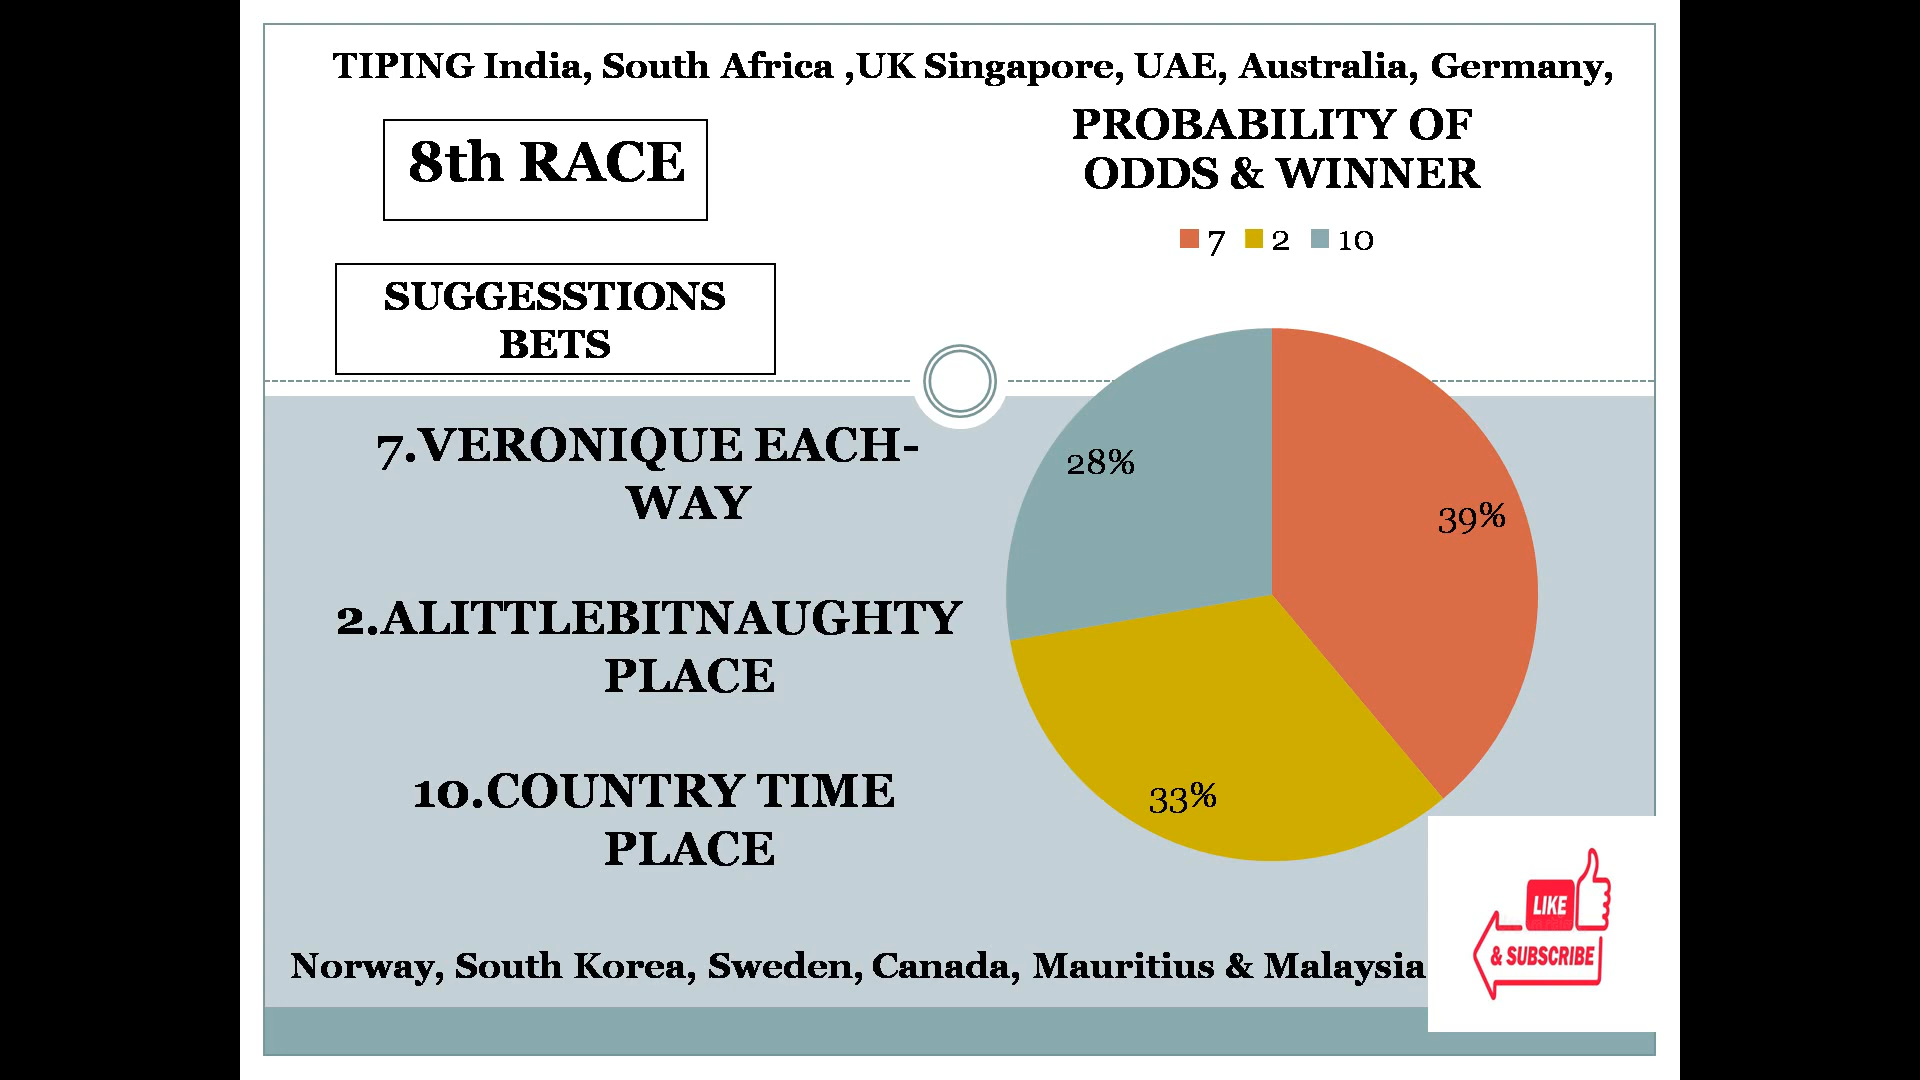 TIPING India, South Africa ,UK Singapore, UAE, Australia, Germany,
8th RACE
PROBABILITY OF
ODDS & WINNER
7 2 10
SUGGESSTIONS
BETS
7.VERONIQUE EACH-
WAY
2.ALITTLEBITNAUGHTY
PLACE
10.COUNTRY TIME
PLACE
28%
39%
33%
Norway, South Korea, Sweden, Canada, Mauritius & Malaysia
LIKE
& SUBSCRIBE